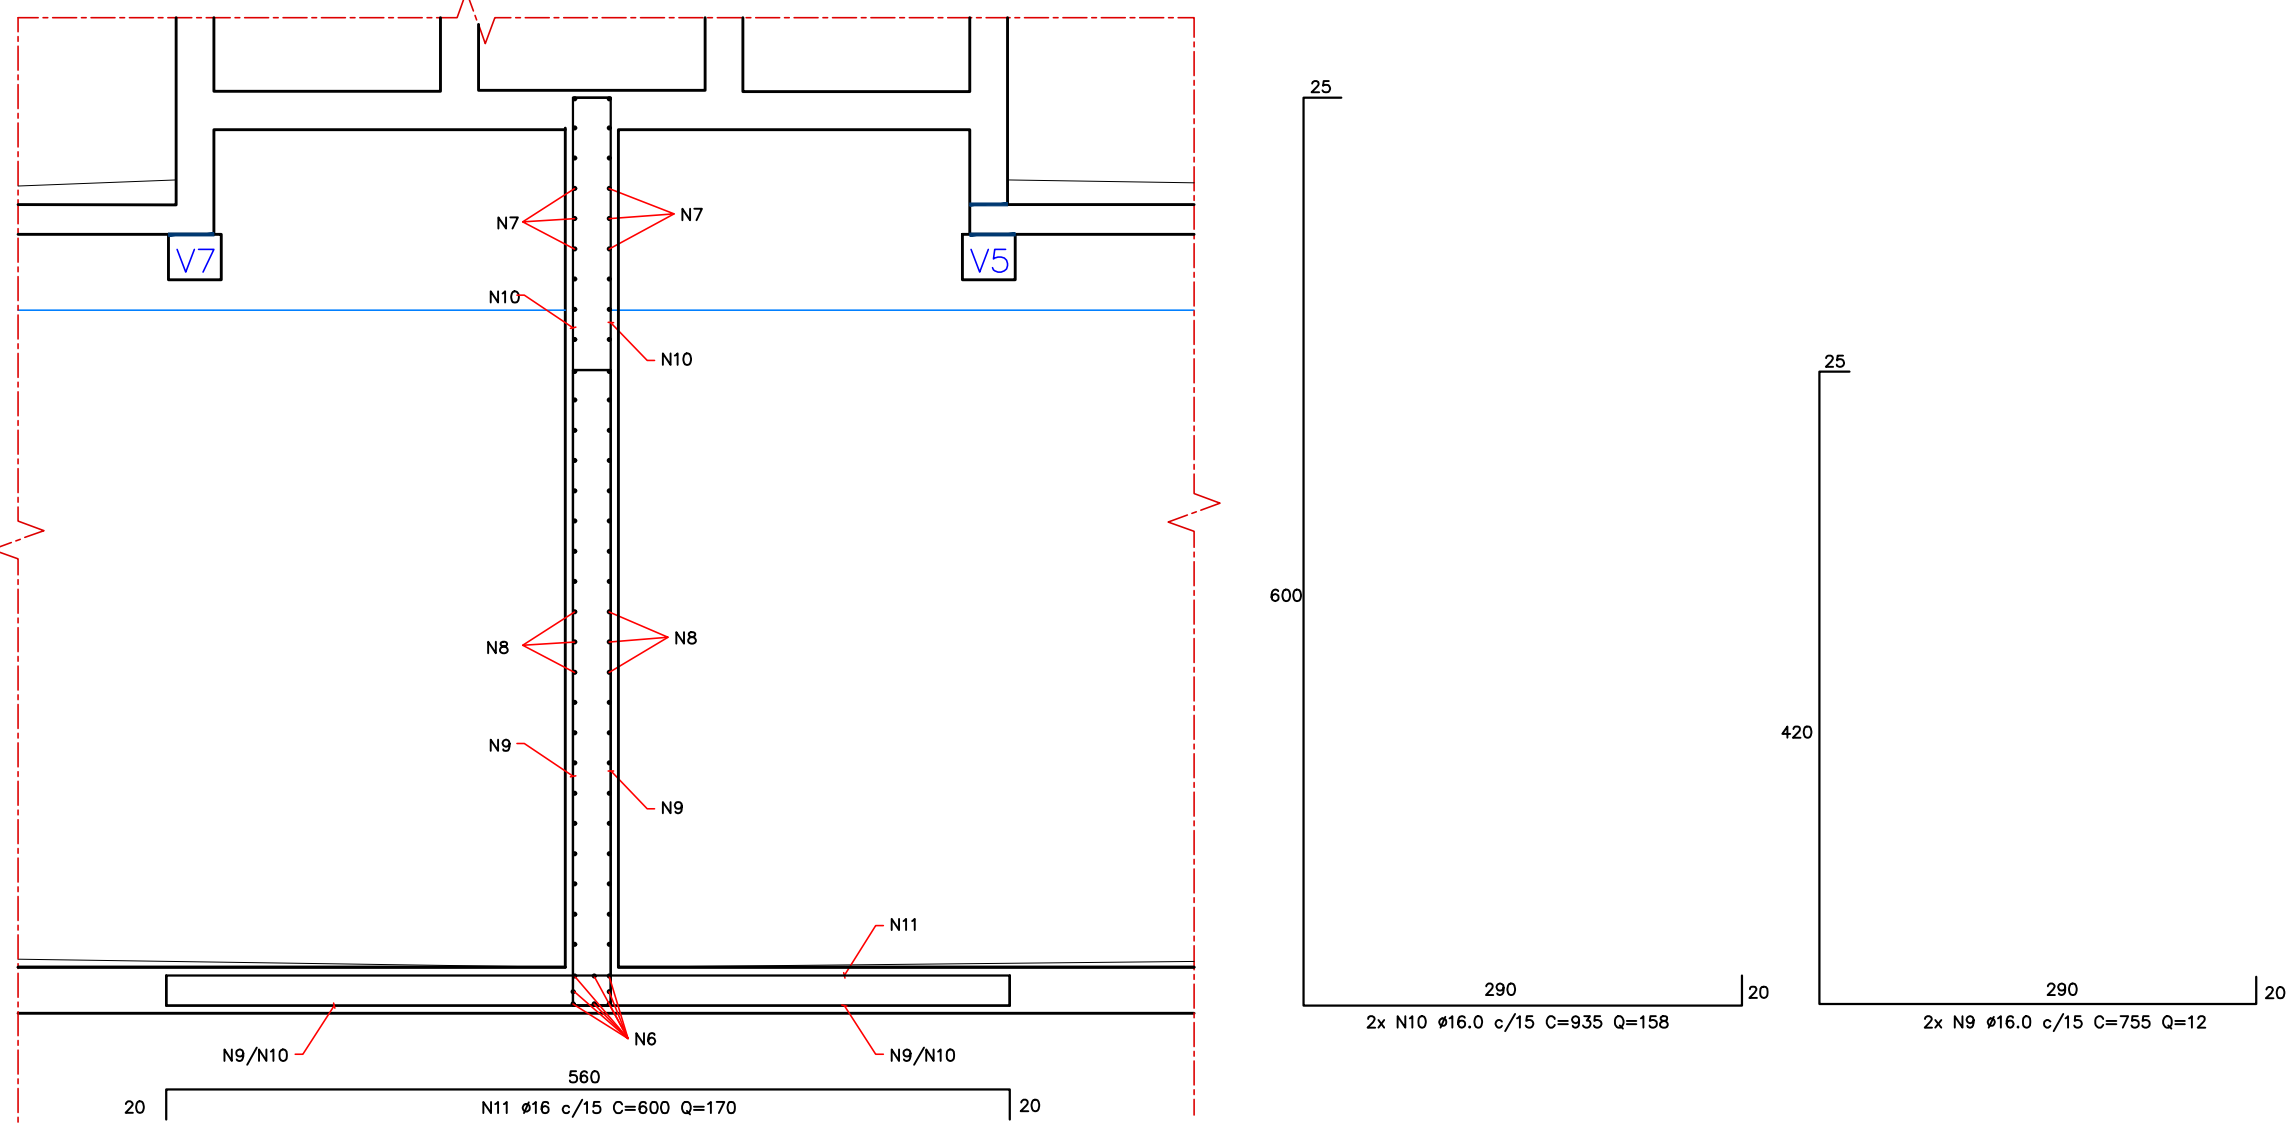 25
N7
N7
V7
V5
N10
N10
25
600
N8
N8
420
N9
N9
N11
290
20
290
20
2x N10 ø16.0 c/15 C=935 Q=158
2x N9 ø16.0 c/15 C=755 Q=12
N6
N9/N10
N9/N10
560
20
N11 ø16 c/15 C=600 Q=170
20